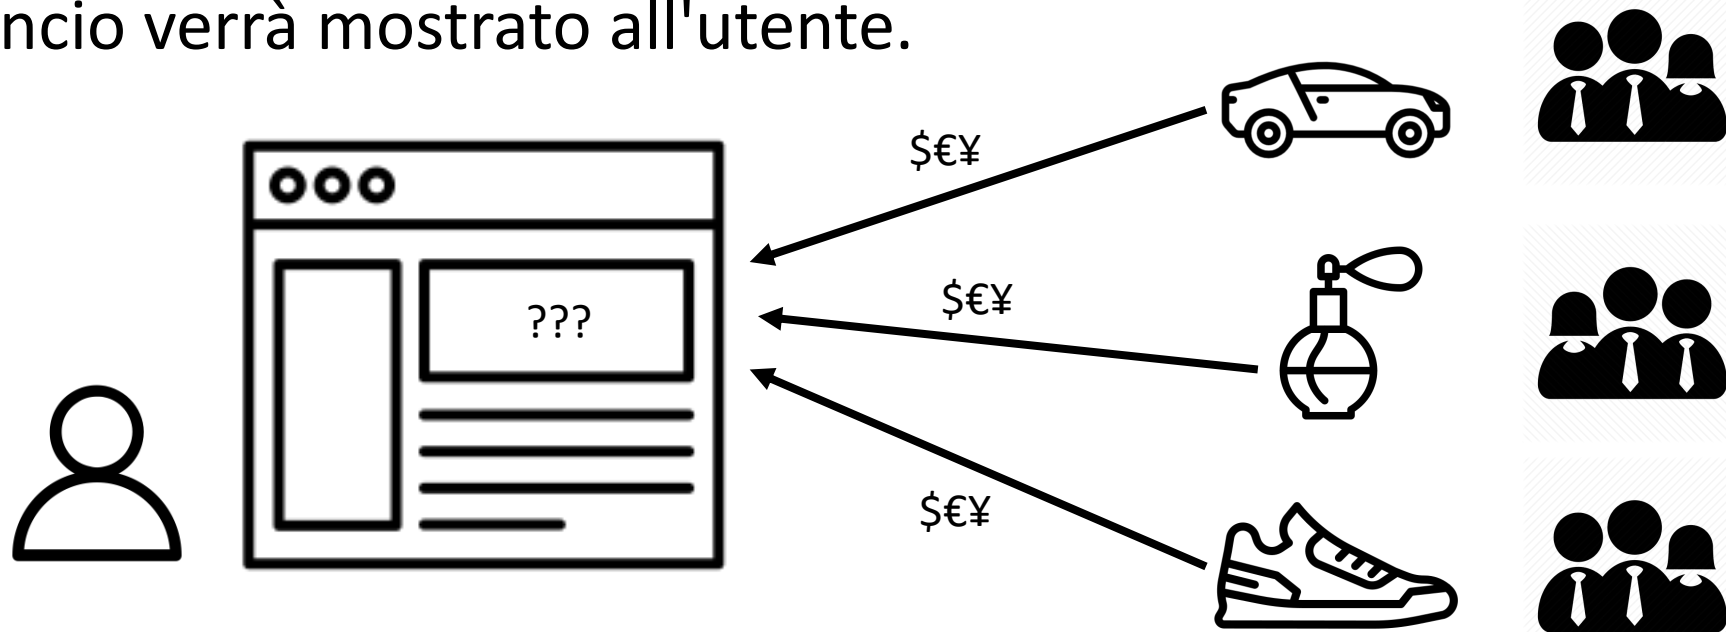 ncio verrà mostrato all'utente.
$€¥
$€¥
???
$€¥